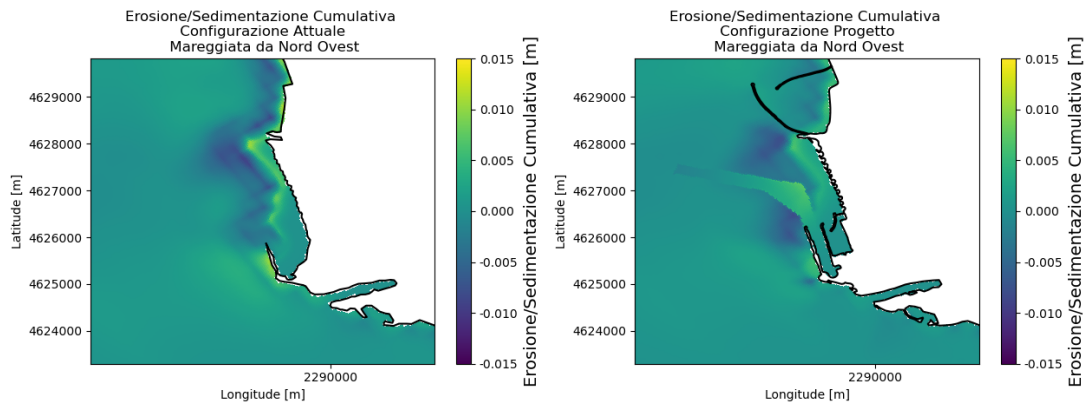 Erosione/Sedimentazione Cumulativa
Configurazione Attuale
Mareggiata da Nord Ovest
4629000
4628000
4627000
4626000
4625000
4624000
Latitude [m]
2290000
Longitude [m]
0.015
0.010
0.005
0.000
-0.005
-0.010
-0.015
Erosione/Sedimentazione Cumulativa [m]
Erosione/Sedimentazione Cumulativa
Configurazione Progetto
Mareggiata da Nord Ovest
4629000
4628000
4627000
4626000
4625000
4624000
Latitude [m]
2290000
Longitude [m]
0.015
0.010
0.005
0.000
-0.005
-0.010
-0.015
Erosione/Sedimentazione Cumulativa [m]